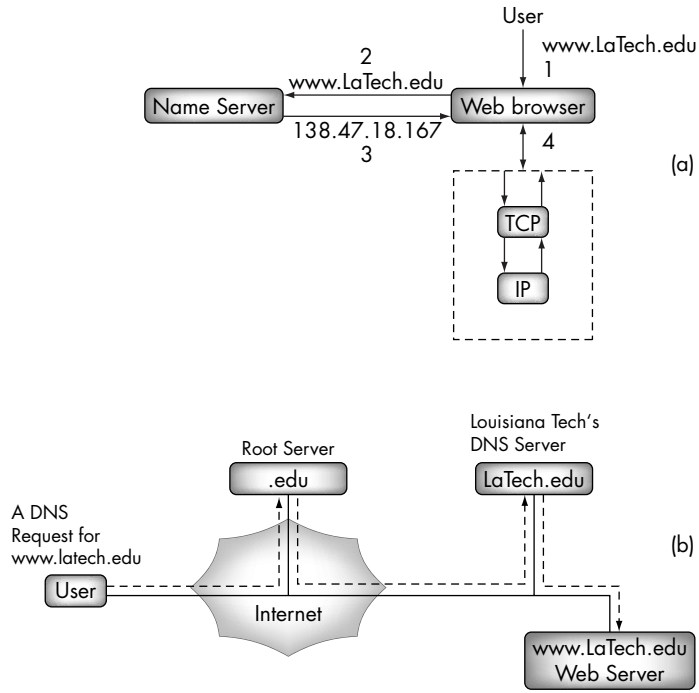 User
www.LaTech.edu
1
2
www.LaTech.edu
Name Server
Web browser
138.47.18.167
3
4
(a)
TCP
IP
Louisiana Tech's
DNS Server
Root Server
.edu
LaTech.edu
A DNS
Request for
www.latech.edu
(b)
User
Internet
www.LaTech.edu
Web Server